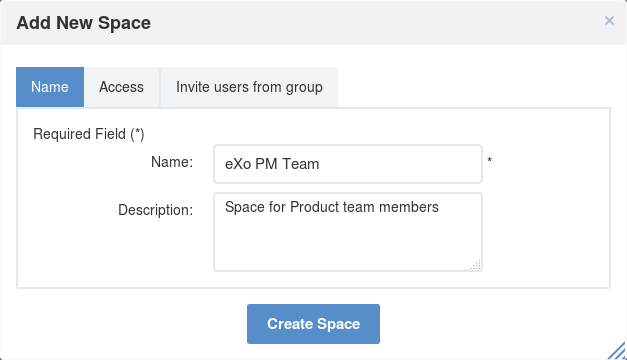 Add New Space
×
Name Access Invite users from group
Required Field (*)
Name: eXo PM Team *
Description: Space for Product team members
Create Space